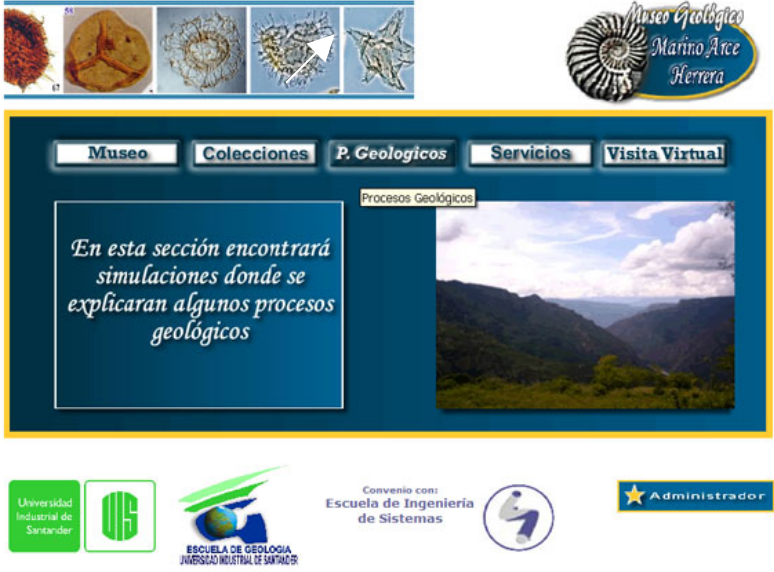 58
67
Museo Geológico
Marino Arce
Herrera
Museo
Colecciones
P. Geologicos
Servicios
Visita Virtual
Procesos Geológicos
En esta sección encontrará
simulaciones donde se
explicaran algunos procesos
geológicos
Universidad
Industrial de
Santander
UIS
ESCUELA DE GEOLOGIA
UNIVERSIDAD INDUSTRIAL DE SANTANDER
Convenio con:
Escuela de Ingeniería
de Sistemas
Administrador